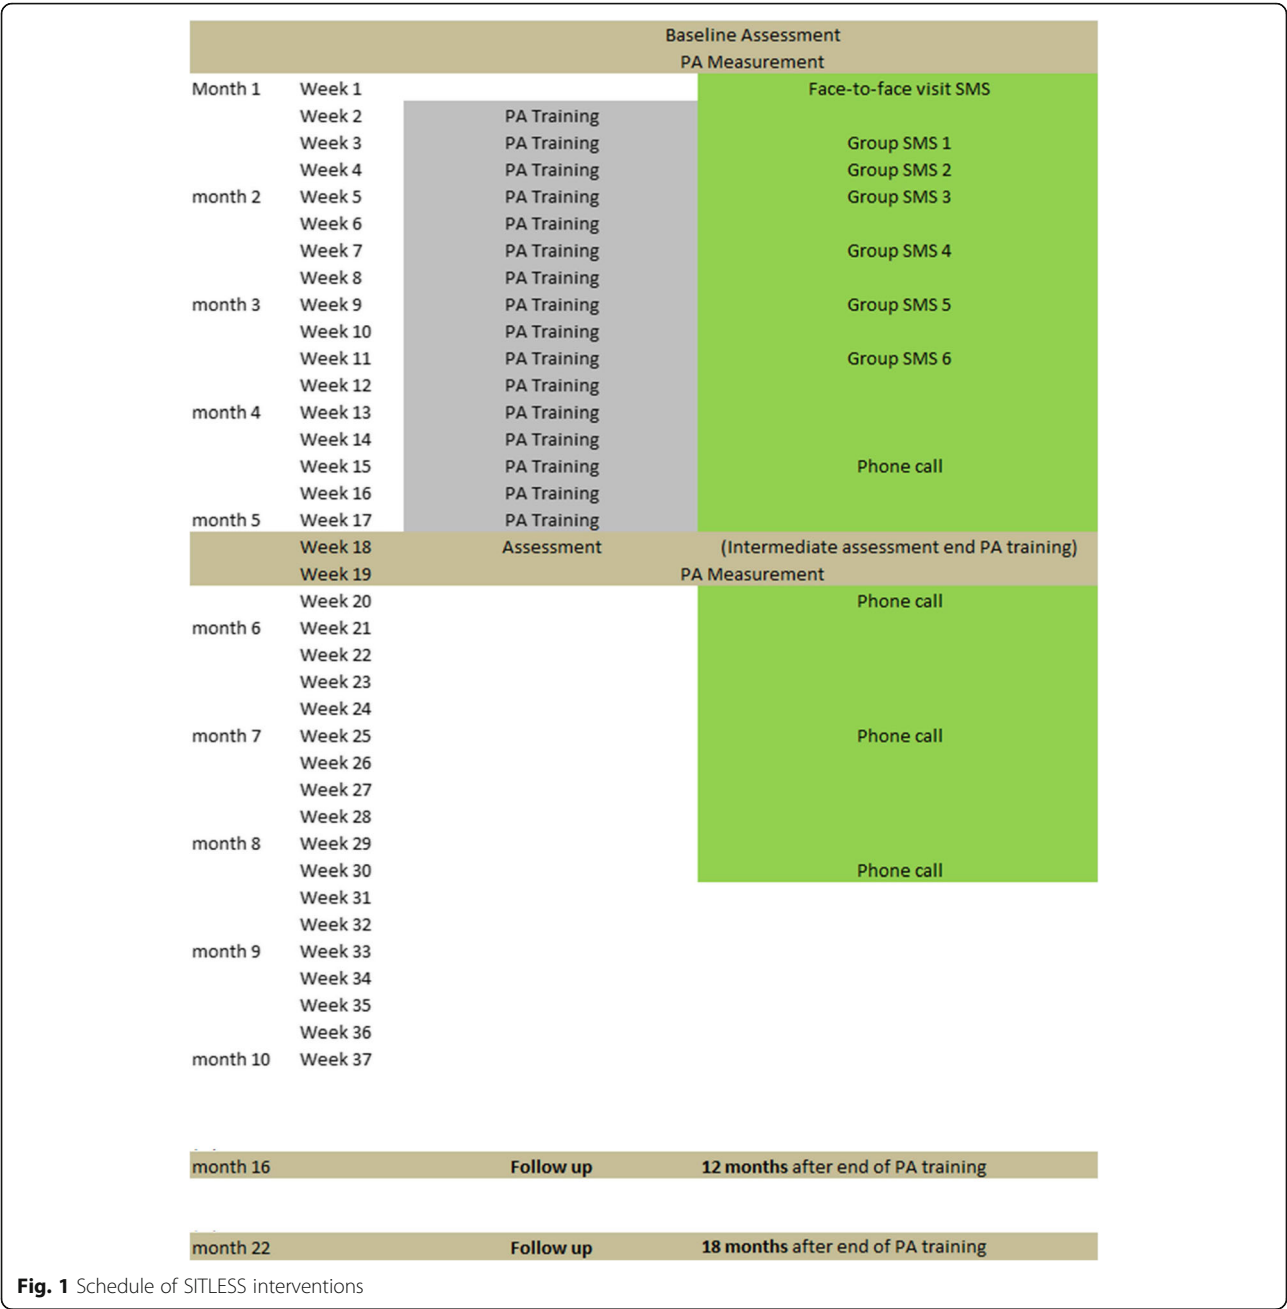 Baseline Assessment
PA Measurement
Month 1 Week 1 Face-to-face visit SMS
Week 2 PA Training
Week 3 PA Training Group SMS 1
Week 4 PA Training Group SMS 2
month 2 Week 5 PA Training Group SMS 3
Week 6 PA Training
Week 7 PA Training Group SMS 4
Week 8 PA Training
month 3 Week 9 PA Training Group SMS 5
Week 10 PA Training
Week 11 PA Training Group SMS 6
Week 12 PA Training
month 4 Week 13 PA Training
Week 14 PA Training
Week 15 PA Training Phone call
Week 16 PA Training
month 5 Week 17 PA Training
Week 18 Assessment (Intermediate assessment end PA training)
Week 19 PA Measurement
Week 20 Phone call
month 6 Week 21
Week 22
Week 23
Week 24
month 7 Week 25 Phone call
Week 26
Week 27
Week 28
month 8 Week 29
Week 30 Phone call
Week 31
Week 32
month 9 Week 33
Week 34
Week 35
Week 36
month 10 Week 37
month 16 Follow up 12 months after end of PA training
month 22 Follow up 18 months after end of PA training
Fig. 1 Schedule of SITLESS interventions